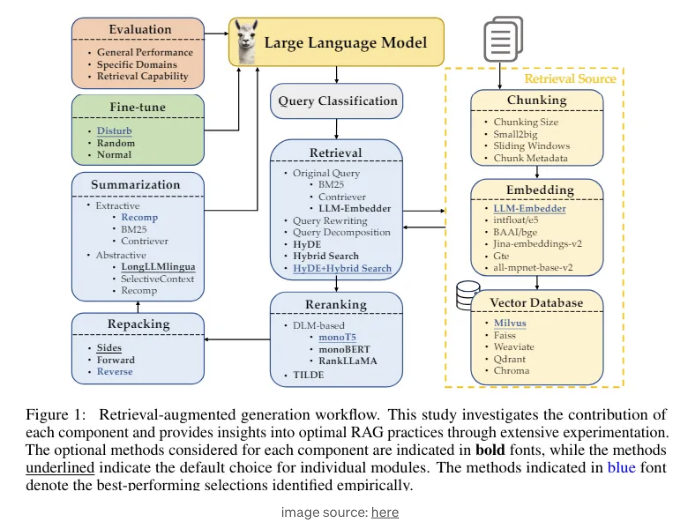 Evaluation
• General Performance
• Specific Domains
• Retrieval Capability
Large Language Model
Fine-tune
• Disturb
• Random
• Normal
Query Classification
Retrieval Source
Chunking
• Chunking Size
• Small2big
• Sliding Windows
• Chunk Metadata
Retrieval
• Original Query
• BM25
• Contriever
• LLM-Embedder
• Query Rewriting
• Query Decomposition
• HyDE
• Hybrid Search
• HyDE+Hybrid Search
Summarization
• Extractive
• Recomp
• BM25
• Contriever
• Abstractive
• LongLLMlingua
• SelectiveContext
• Recomp
Embedding
• LLM-Embedder
• intfloat/e5
• BAAI/bge
• Jina-embeddings-v2
• Gte
• all-mpnet-base-v2
Reranking
• DLM-based
• monoT5
• monoBERT
• RankLLaMA
• TILDE
Repacking
• Sides
• Forward
• Reverse
Vector Database
• Milvus
• Faiss
• Weaviate
• Qdrant
• Chroma
Figure 1: Retrieval-augmented generation workflow. This study investigates the contribution of
each component and provides insights into optimal RAG practices through extensive experimentation.
The optional methods considered for each component are indicated in bold fonts, while the methods
underlined indicate the default choice for individual modules. The methods indicated in blue font
denote the best-performing selections identified empirically.
image source: here